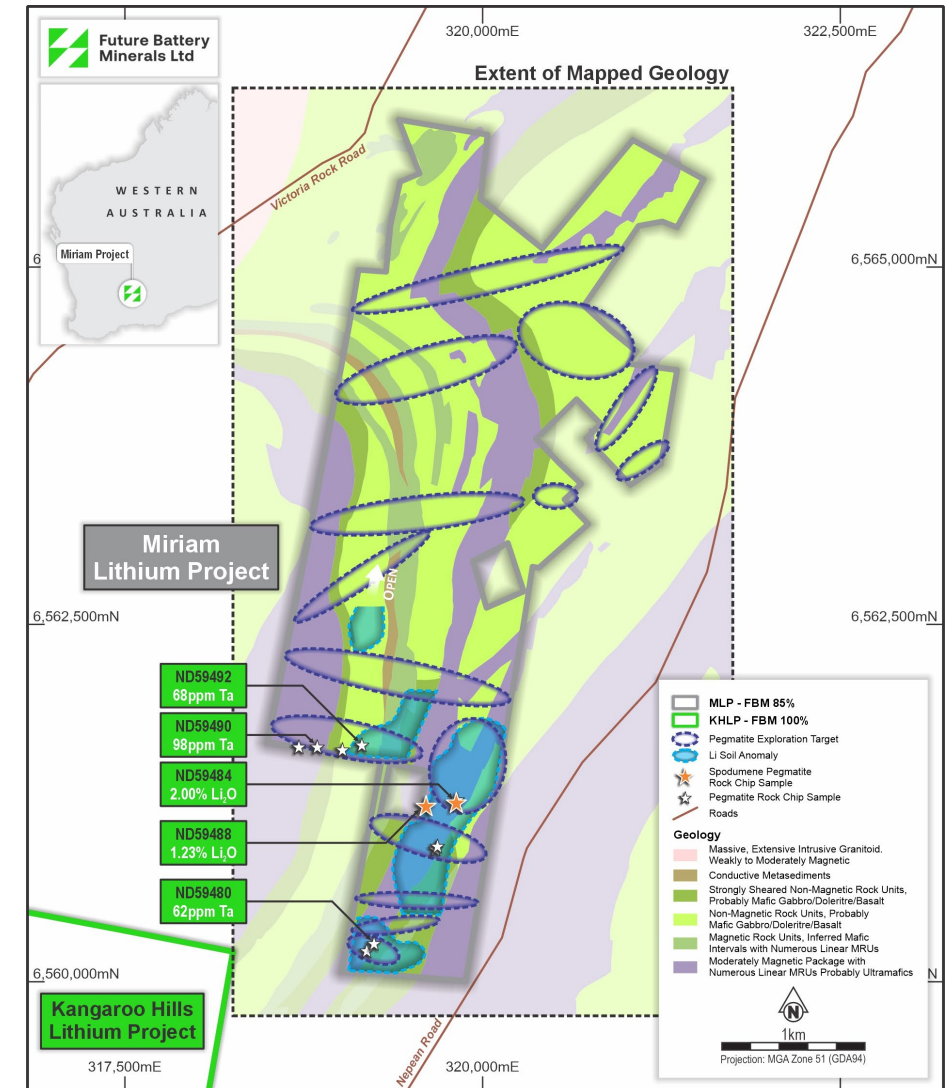 Future Battery
Minerals Ltd
320,000mE
322,500mE
Extent of Mapped Geology
Victoria Rock Road
WESTERN
AUSTRALIA
Miriam Project
6
6,565,000mN
Miriam
Lithium Project
OPEN
6,562,500mN
6,562,500mN
ND59492
68ppm Ta
ND59490
98ppm Ta
ND59484
2.00% Li₂O
ND59488
1.23% Li₂O
ND59480
62ppm Ta
MLP - FBM 85%
KHLP - FBM 100%
Pegmatite Exploration Target
Li Soil Anomaly
Spodumene Pegmatite
Rock Chip Sample
Pegmatite Rock Chip Sample
Roads
Geology
Massive, Extensive Intrusive Granitoid.
Weakly to Moderately Magnetic
Conductive Metasediments
Strongly Sheared Non-Magnetic Rock Units,
Probably Mafic Gabbro/Doleritre/Basalt
Non-Magnetic Rock Units, Probably
Mafic Gabbro/Doleritre/Basalt
Magnetic Rock Units, Inferred Mafic
Intervals with Numerous Linear MRUs
Moderately Magnetic Package with
Numerous Linear MRUs Probably Ultramafics
N
1km
Projection: MGA Zone 51 (GDA94)
6,560,000mN
N
Kangaroo Hills
Lithium Project
Nepean Road
317,500mE
320,000mE